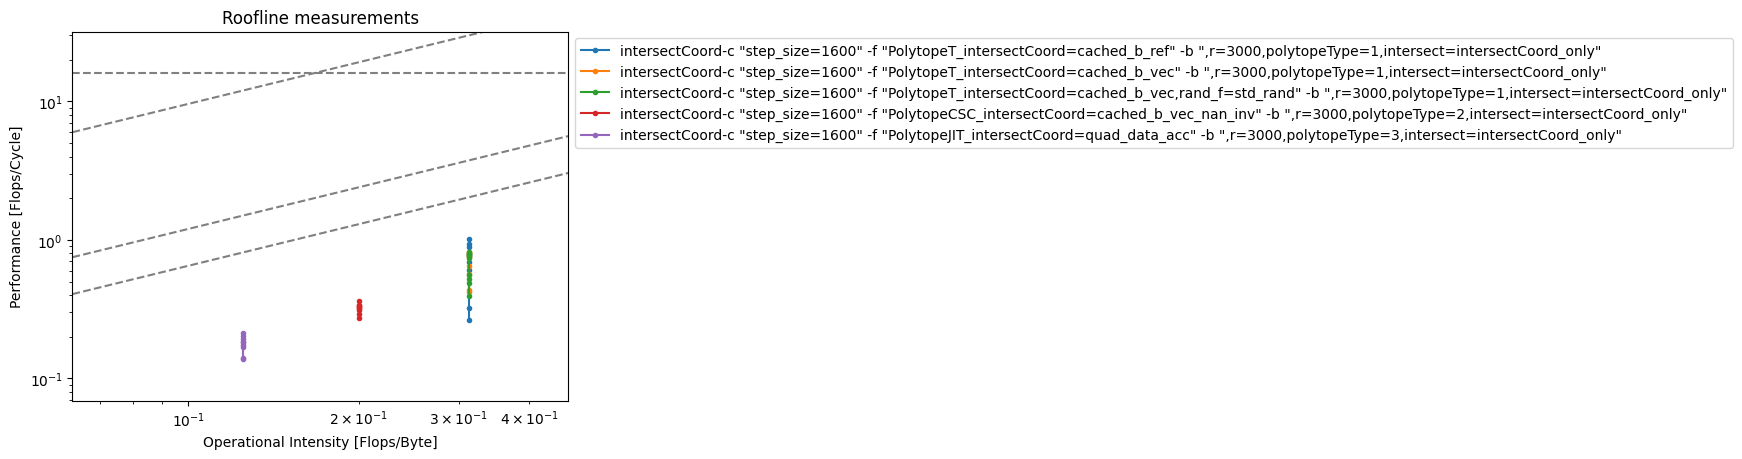 Roofline measurements
Performance [Flops/Cycle]
10^1
10^0
10^-1
10^-1
2 × 10^-1
3 × 10^-1
4 × 10^-1
Operational Intensity [Flops/Byte]
intersectCoord-c "step_size=1600" -f "PolytopeT_intersectCoord=cached_b_ref" -b ",r=3000,polytopeType=1,intersect=intersectCoord_only"
intersectCoord-c "step_size=1600" -f "PolytopeT_intersectCoord=cached_b_vec" -b ",r=3000,polytopeType=1,intersect=intersectCoord_only"
intersectCoord-c "step_size=1600" -f "PolytopeT_intersectCoord=cached_b_vec,rand_f=std_rand" -b ",r=3000,polytopeType=1,intersect=intersectCoord_only"
intersectCoord-c "step_size=1600" -f "PolytopeCSC_intersectCoord=cached_b_vec_nan_inv" -b ",r=3000,polytopeType=2,intersect=intersectCoord_only"
intersectCoord-c "step_size=1600" -f "PolytopeJIT_intersectCoord=quad_data_acc" -b ",r=3000,polytopeType=3,intersect=intersectCoord_only"